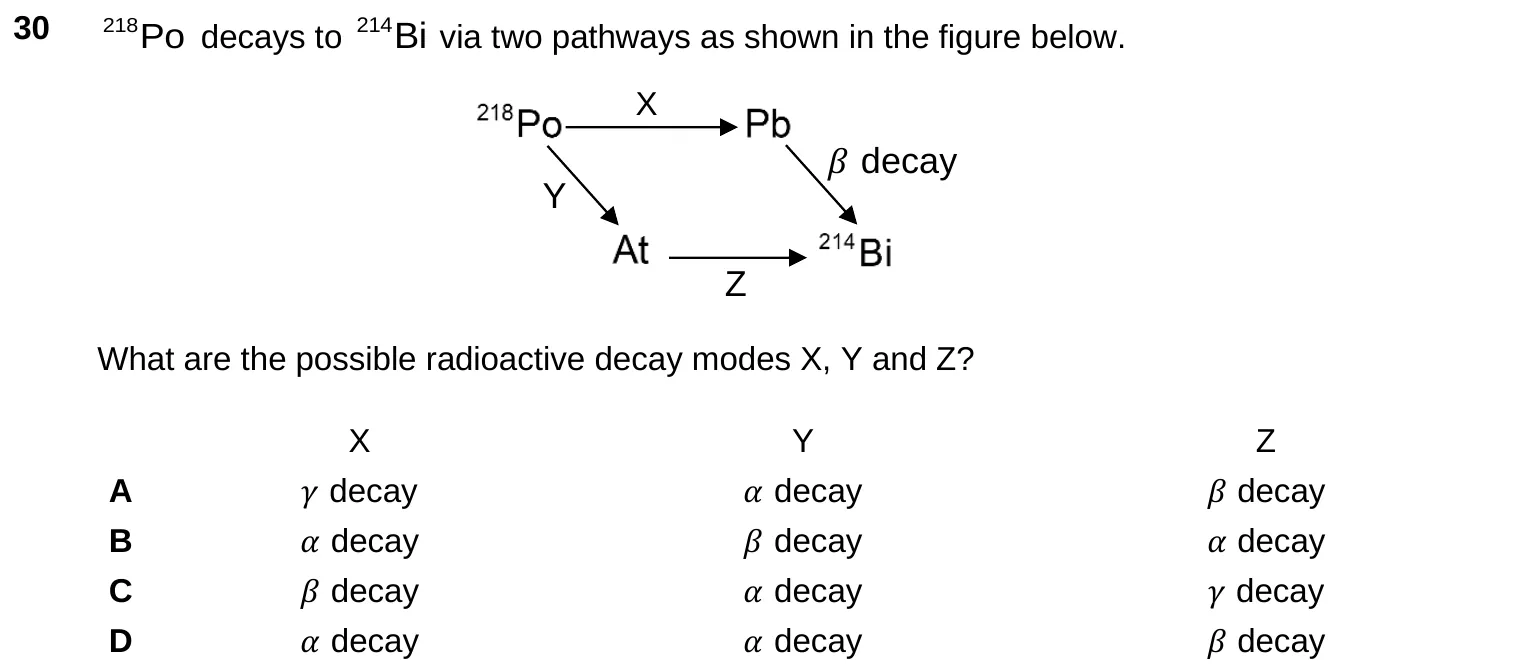 30 ²¹⁸Po decays to ²¹⁴Bi via two pathways as shown in the figure below.
²¹⁸Po X Pb
β decay
Y
At ²¹⁴Bi
Z
What are the possible radioactive decay modes X, Y and Z?
X Y Z
A γ decay α decay β decay
B α decay β decay α decay
C β decay α decay γ decay
D α decay α decay β decay